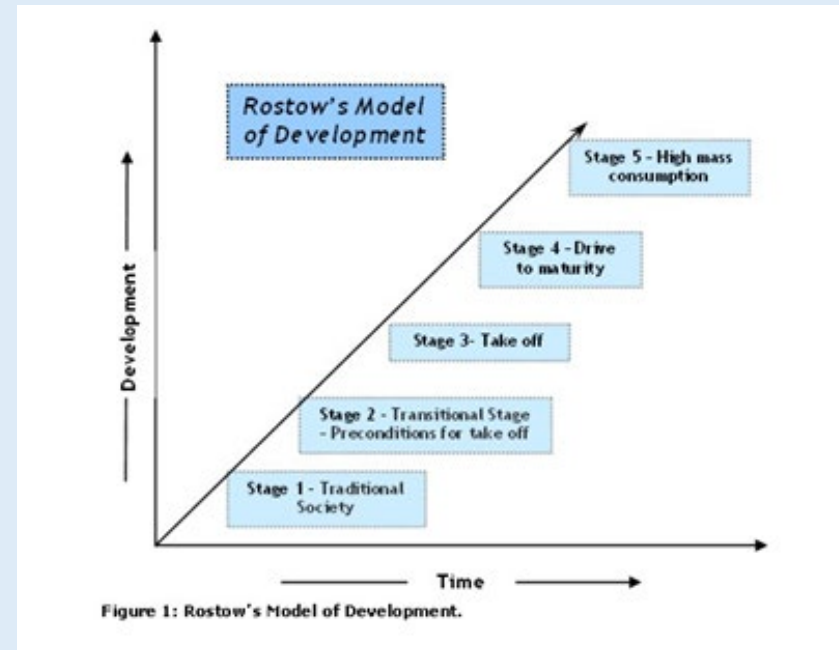 Rostow's Model
of Development
Stage 5 - High mass
consumption
Stage 4 - Drive
to maturity
Stage 3- Take off
Stage 2 - Transitional Stage
- Preconditions for take off
Stage 1 - Traditional
Society
Development
Time
Figure 1: Rostow's Model of Development.